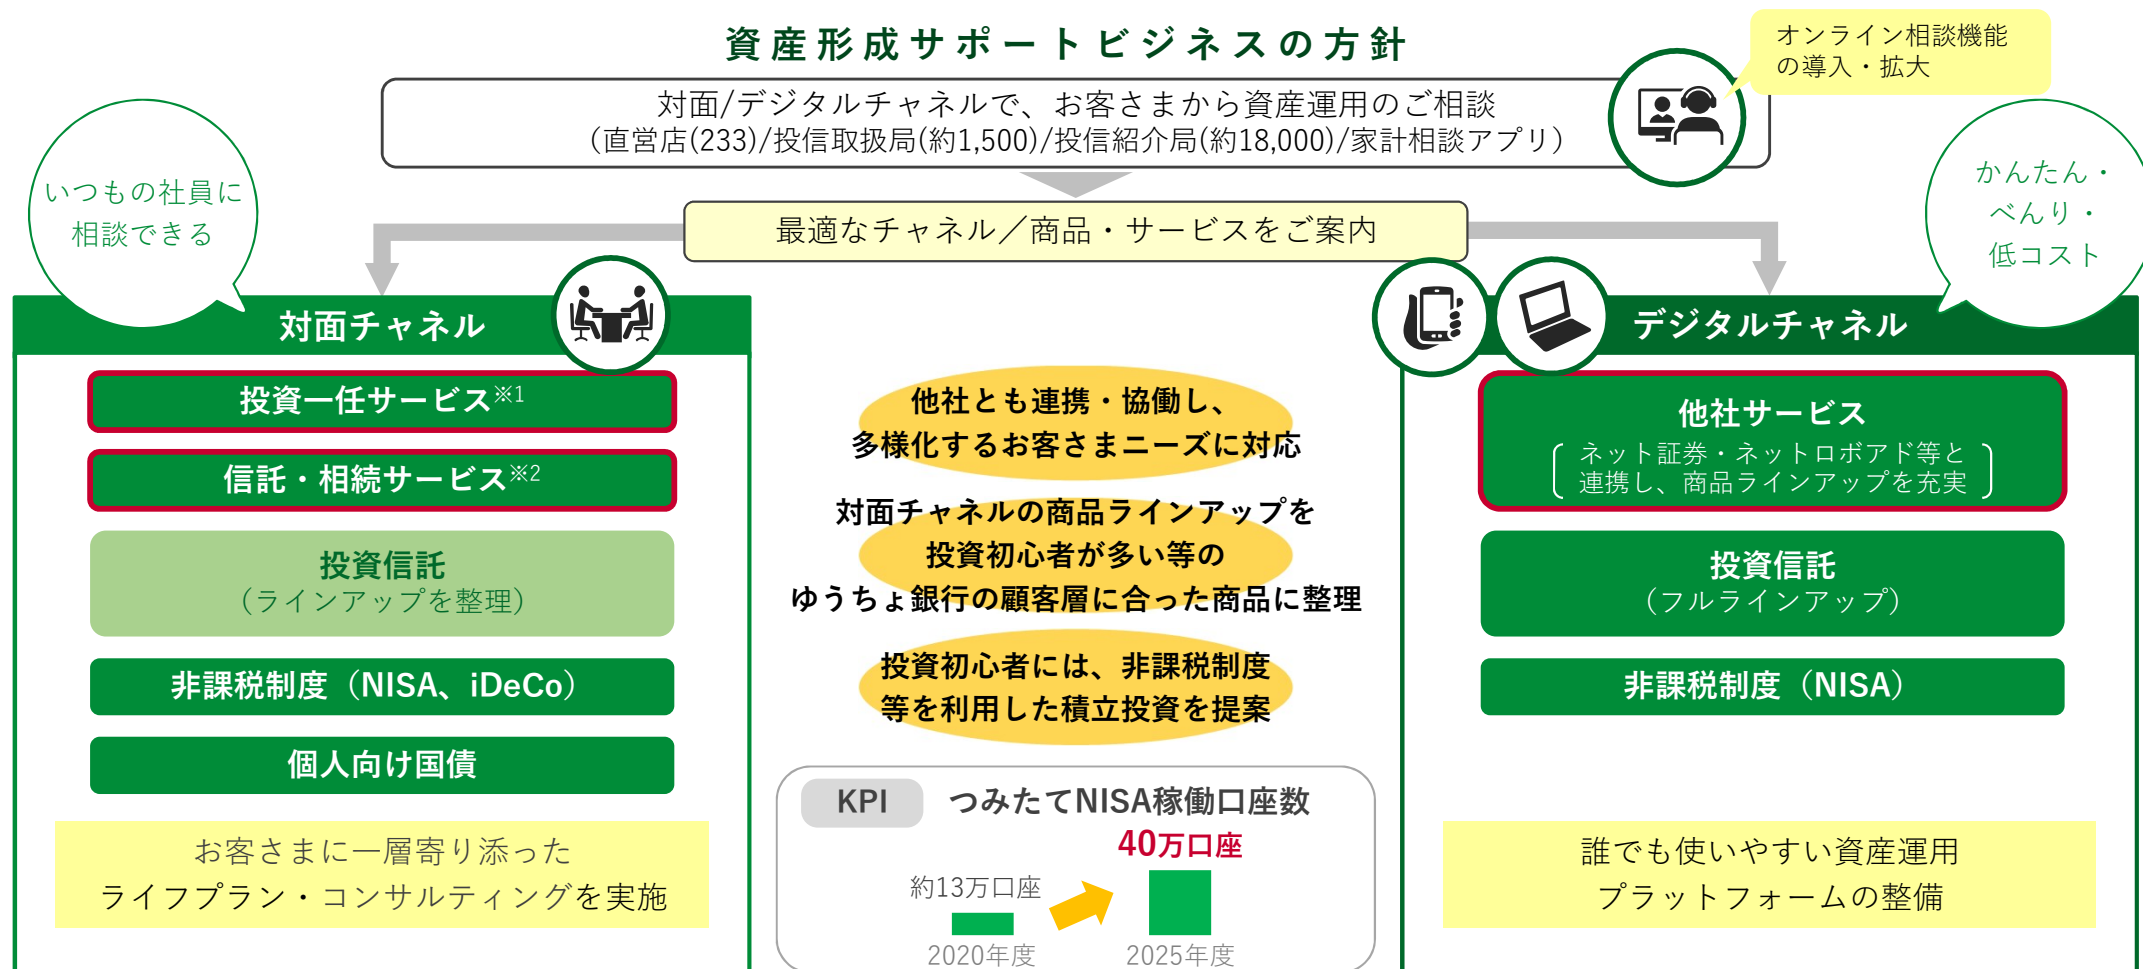 資産形成サポートビジネスの方針
オンライン相談機能
の導入・拡大
対面/デジタルチャネルで、お客さまから資産運用のご相談
（直営店(233)/投信取扱局(約1,500)/投信紹介局(約18,000)/家計相談アプリ）
いつもの社員に
相談できる
かんたん・
べんり・
低コスト
最適なチャネル／商品・サービスをご案内
対面チャネル
投資一任サービス※1
信託・相続サービス※2
投資信託
（ラインアップを整理）
非課税制度（NISA、iDeCo）
個人向け国債
お客さまに一層寄り添った
ライフプラン・コンサルティングを実施
他社とも連携・協働し、
多様化するお客さまニーズに対応
対面チャネルの商品ラインアップを
投資初心者が多い等の
ゆうちょ銀行の顧客層に合った商品に整理
投資初心者には、非課税制度
等を利用した積立投資を提案
KPI つみたてNISA稼働口座数
40万口座
約13万口座
2020年度 2025年度
デジタルチャネル
他社サービス
ネット証券・ネットロボアド等と
連携し、商品ラインアップを充実
投資信託
（フルラインアップ）
非課税制度（NISA）
誰でも使いやすい資産運用
プラットフォームの整備